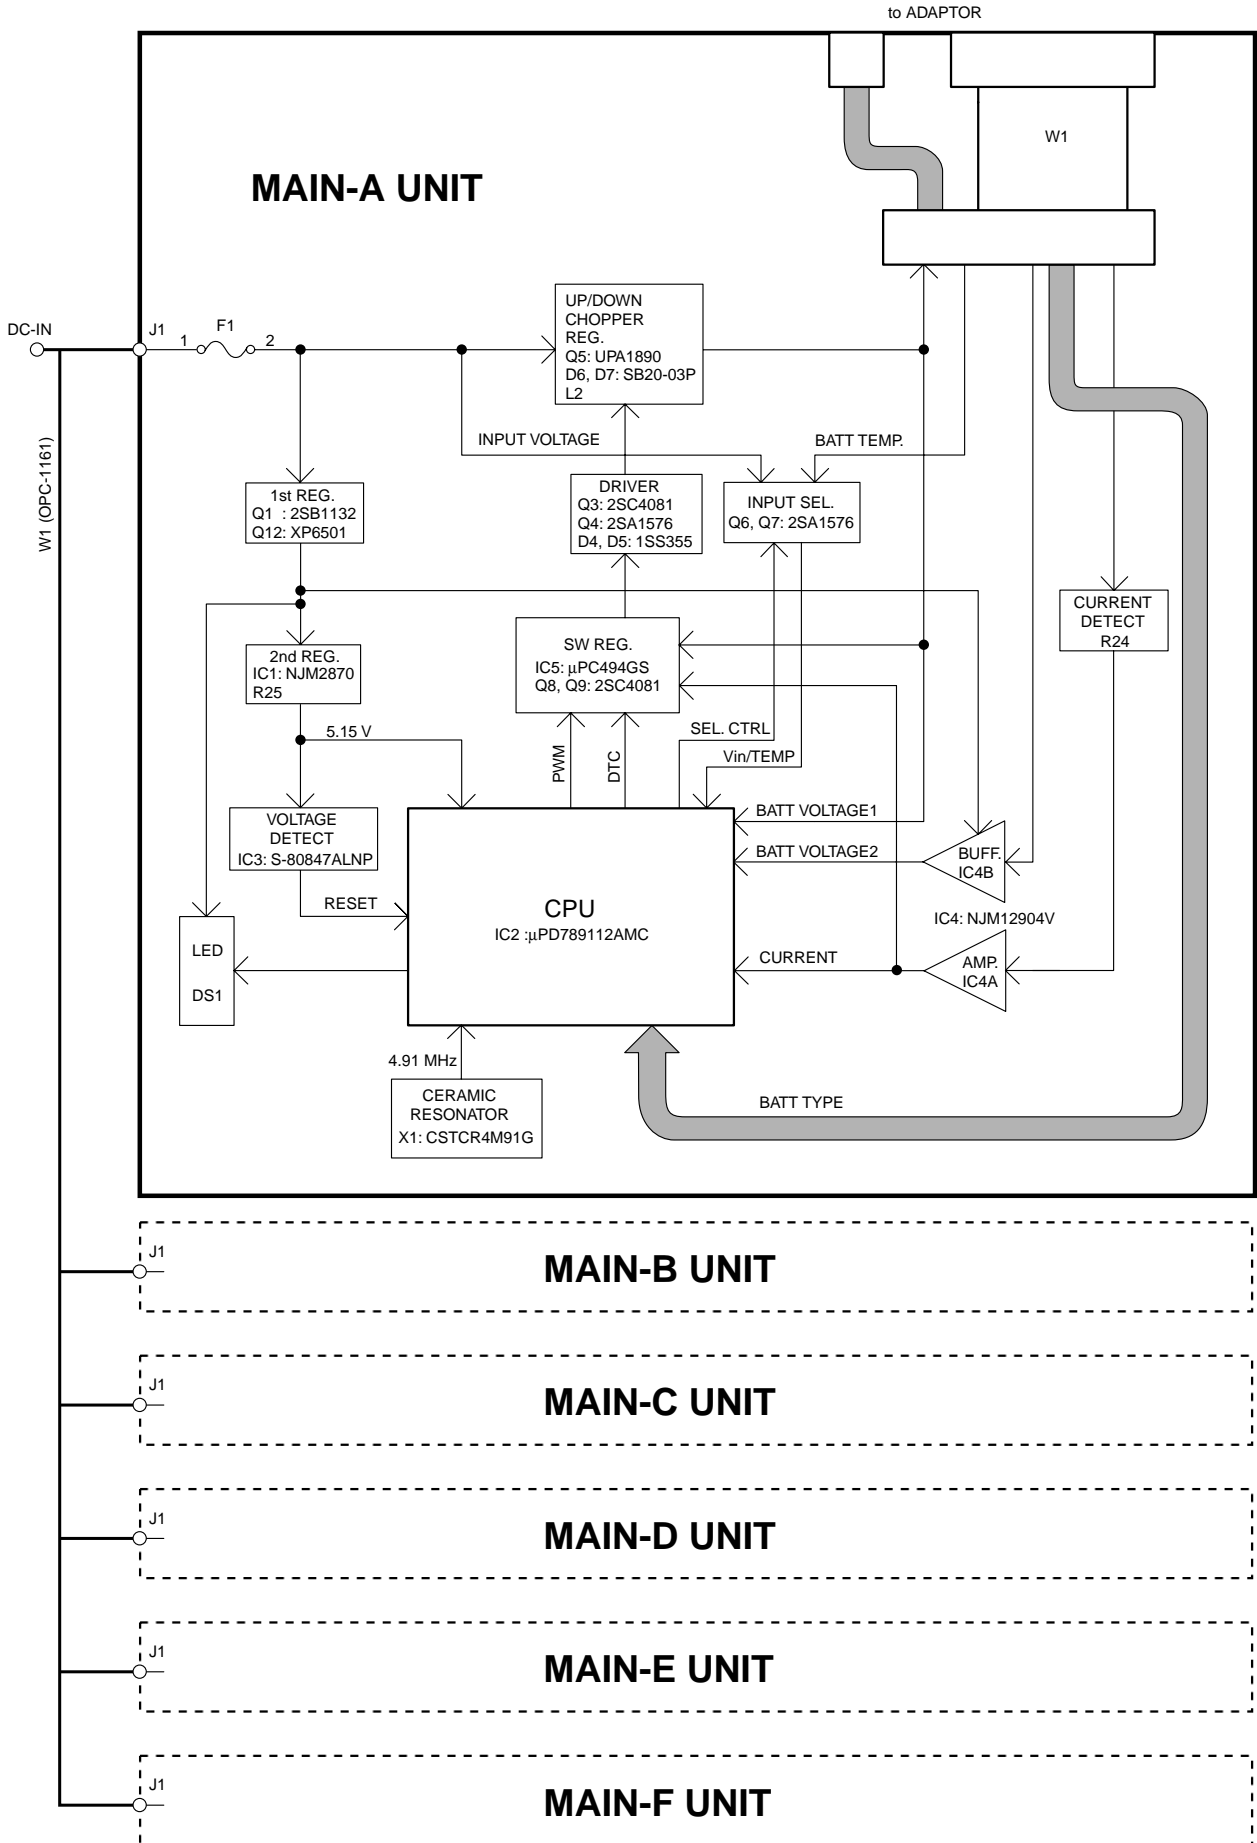 to ADAPTOR
W1
MAIN-A UNIT
DC-IN
J1
1
F1
2
UP/DOWN
CHOPPER
REG.
Q5: UPA1890
D6, D7: SB20-03P
L2
W1 (OPC-1161)
INPUT VOLTAGE
BATT TEMP.
1st REG.
Q1 : 2SB1132
Q12: XP6501
DRIVER
Q3: 2SC4081
Q4: 2SA1576
D4, D5: 1SS355
INPUT SEL.
Q6, Q7: 2SA1576
CURRENT
DETECT
R24
2nd REG.
IC1: NJM2870
R25
SW REG.
IC5: µPC494GS
Q8, Q9: 2SC4081
5.15 V
PWM
DTC
SEL. CTRL
Vin/TEMP
VOLTAGE
DETECT
IC3: S-80847ALNP
BATT VOLTAGE1
BATT VOLTAGE2
BUFF.
IC4B
RESET
CPU
IC2 :µPD789112AMC
IC4: NJM12904V
LED
DS1
CURRENT
AMP.
IC4A
4.91 MHz
CERAMIC
RESONATOR
X1: CSTCR4M91G
BATT TYPE
J1
MAIN-B UNIT
J1
MAIN-C UNIT
J1
MAIN-D UNIT
J1
MAIN-E UNIT
J1
MAIN-F UNIT